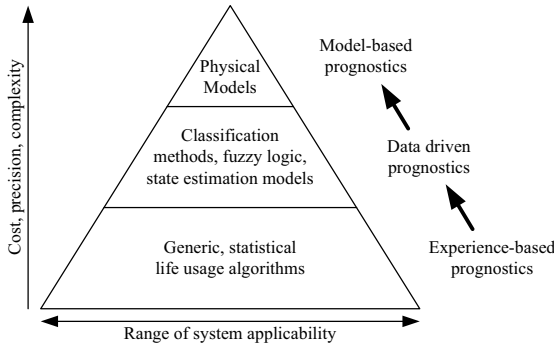 Cost, precision, complexity
Physical
Models
Classification
methods, fuzzy logic,
state estimation models
Generic, statistical
life usage algorithms
Model-based
prognostics
Data driven
prognostics
Experience-based
prognostics
Range of system applicability